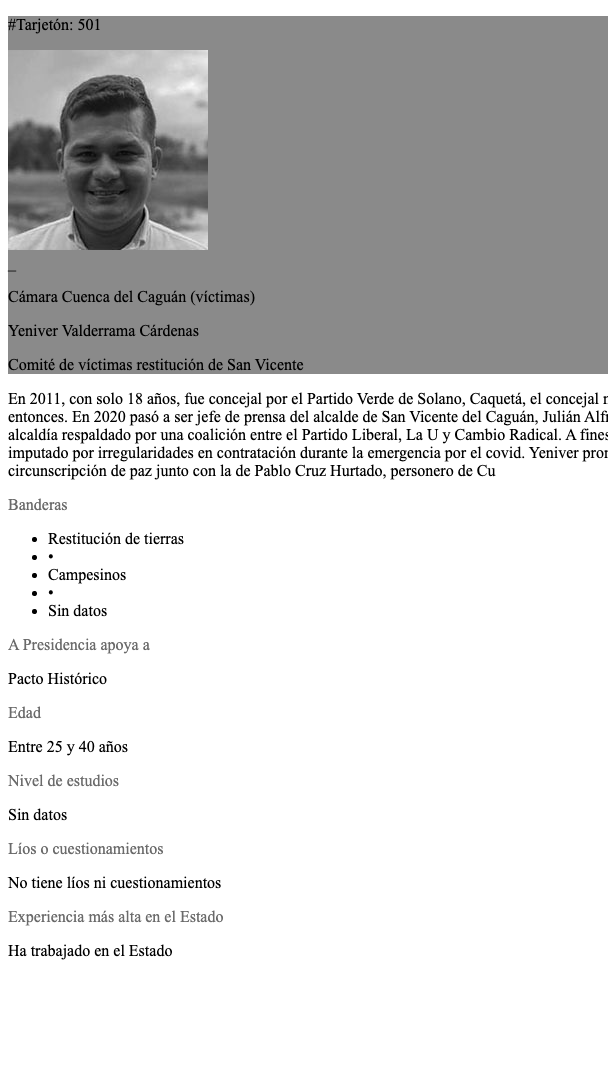 #Tarjetón: 501
_
Cámara Cuenca del Caguán (víctimas)
Yeniver Valderrama Cárdenas
Comité de víctimas restitución de San Vicente
En 2011, con solo 18 años, fue concejal por el Partido Verde de Solano, Caquetá, el concejal
entonces. En 2020 pasó a ser jefe de prensa del alcalde de San Vicente del Caguán, Julián
alcaldía respaldado por una coalición entre el Partido Liberal, La U y Cambio Radical. A fines
imputado por irregularidades en contratación durante la emergencia por el covid. Yeniver
circunscripción de paz junto con la de Pablo Cruz Hurtado, personero de Cu
Banderas
• Restitución de tierras
• •
• Campesinos
• •
• Sin datos
A Presidencia apoya a
Pacto Histórico
Edad
Entre 25 y 40 años
Nivel de estudios
Sin datos
Líos o cuestionamientos
No tiene líos ni cuestionamientos
Experiencia más alta en el Estado
Ha trabajado en el Estado